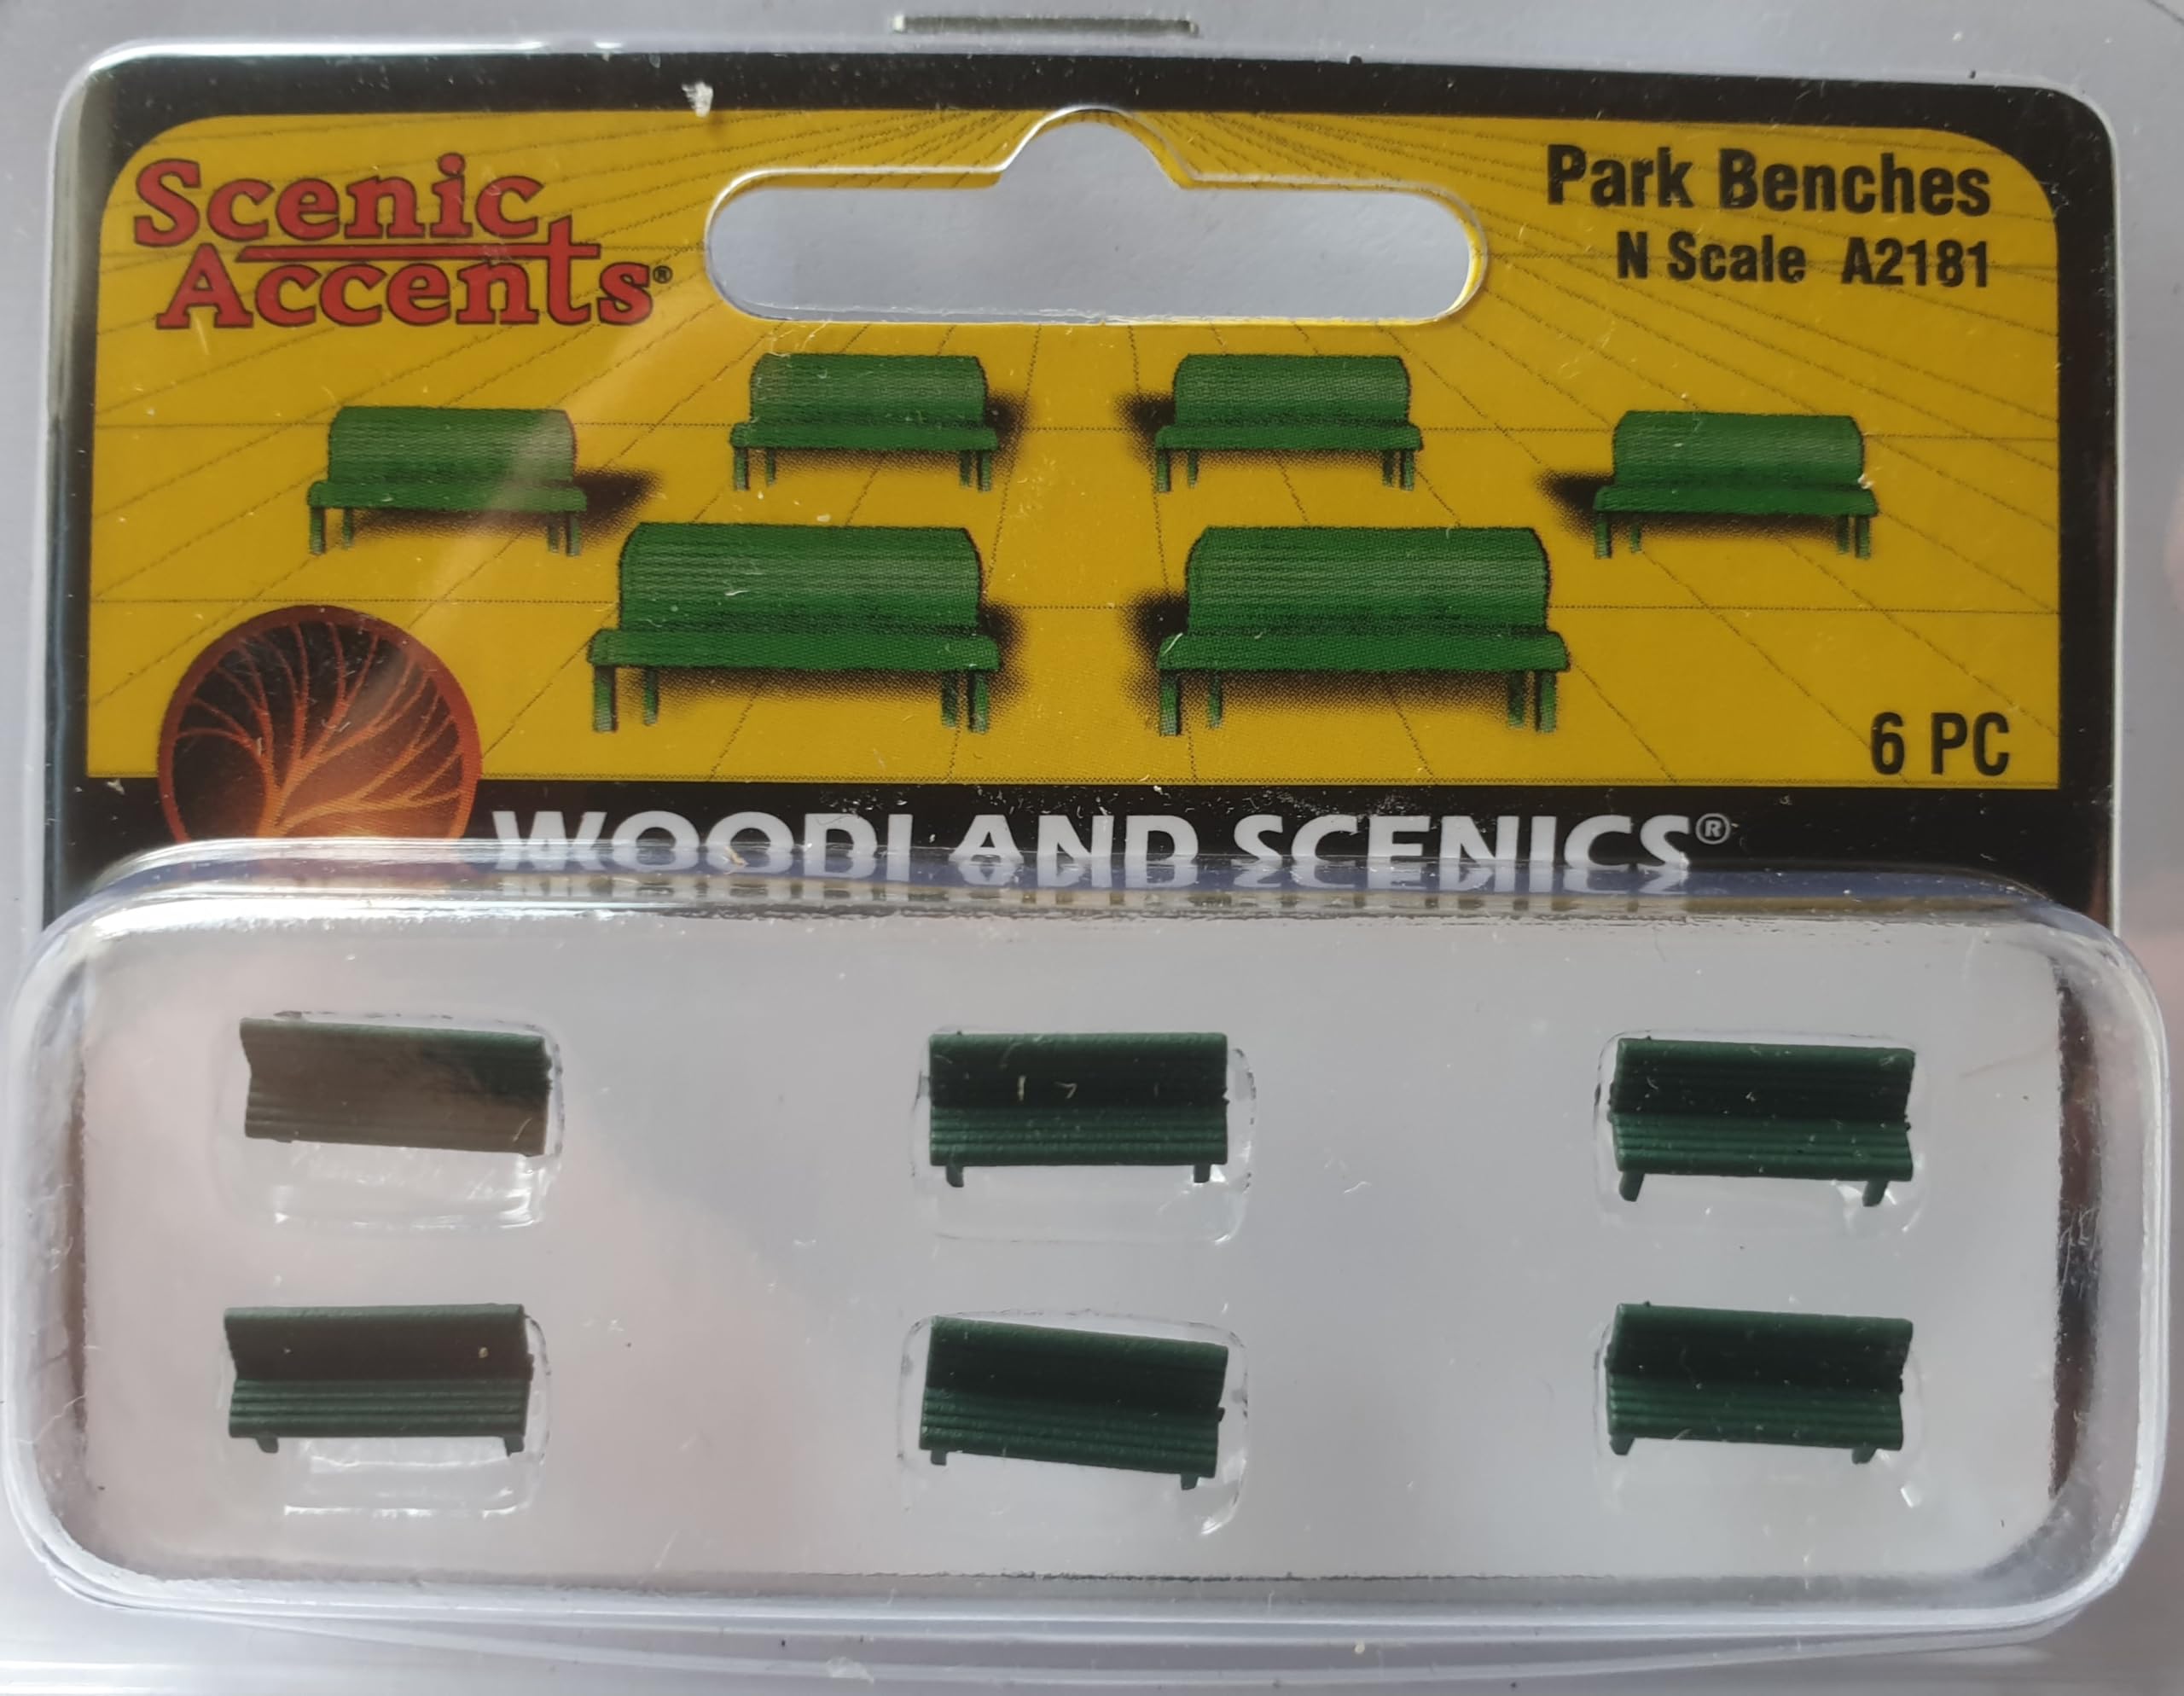 Scenic
Accents®
Park Benches
N Scale A2181
6 PC
WOODLAND SCENICS®